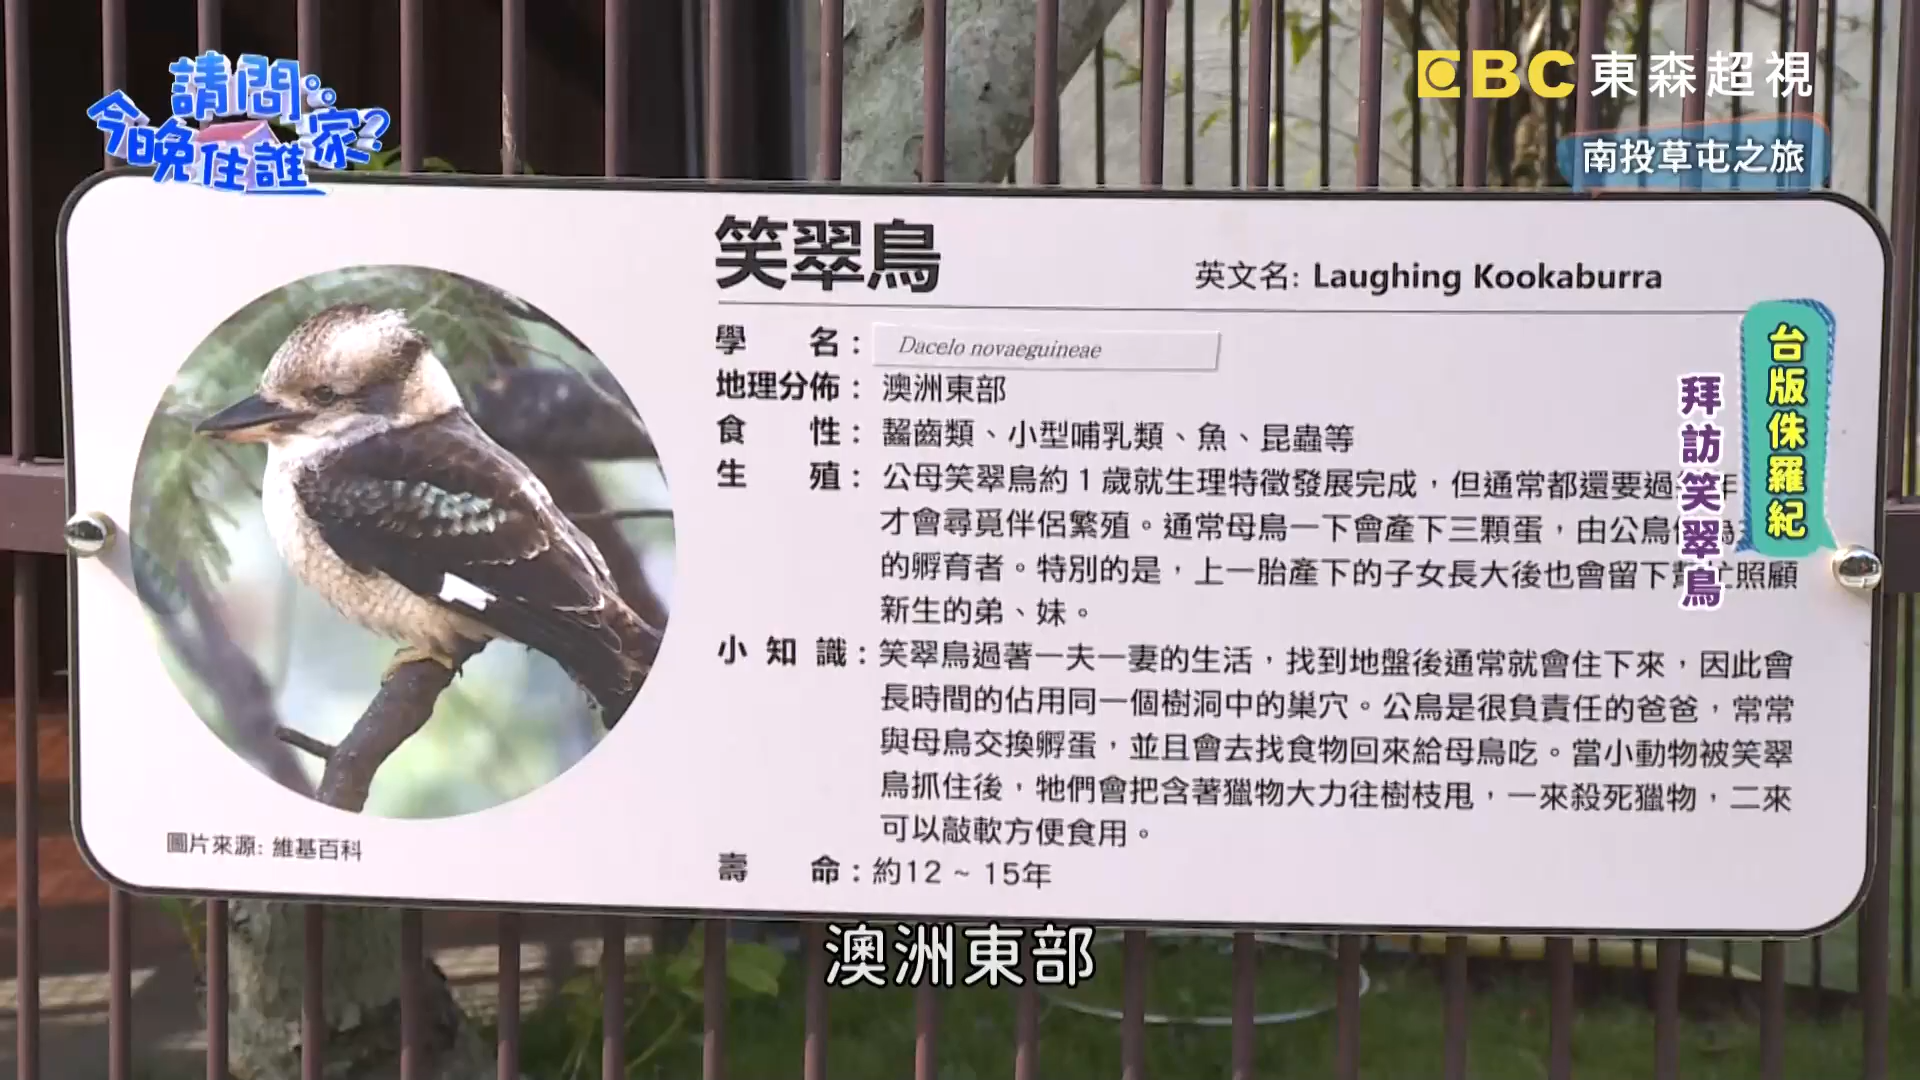 請問
今晚住誰家?
EBC 東森超視
南投草屯之旅
台版侏羅紀
拜訪笑翠鳥
笑翠鳥
英文名: Laughing Kookaburra
學名： Dacelo novaeguineae
地理分佈： 澳洲東部
食性： 齧齒類、小型哺乳類、魚、昆蟲等
生殖： 公母笑翠鳥約1歲就生理特徵發展完成，但通常都還要過 年
才會尋覓伴侶繁殖。通常母鳥一下會產下三顆蛋，由公鳥
的孵育者。特別的是，上一胎產下的子女長大後也會留下幫忙照顧
新生的弟、妹。
小知識： 笑翠鳥過著一夫一妻的生活，找到地盤後通常就會住下來，因此會
長時間的佔用同一個樹洞中的巢穴。公鳥是很負責任的爸爸，常常
與母鳥交換孵蛋，並且會去找食物回來給母鳥吃。當小動物被笑翠
鳥抓住後，牠們會把含著獵物大力往樹枝甩，一來殺死獵物，二來
可以敲軟方便食用。
壽命：約12 ~ 15年
圖片來源: 維基百科
澳洲東部